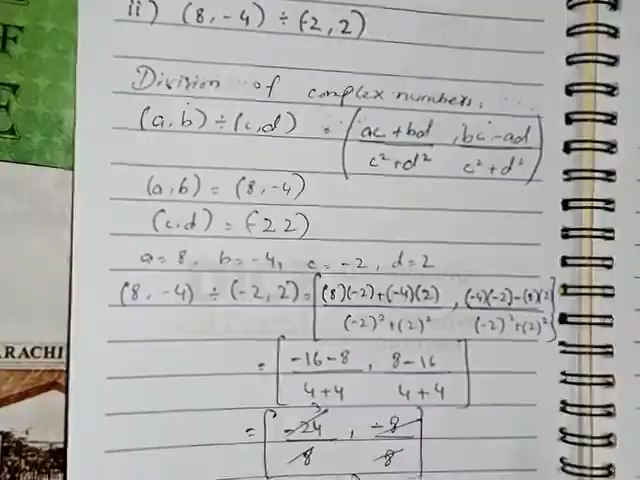 F
E
ARACHI
ii) (8, -4) ÷ (-2, 2)
Division of complex numbers.
(a, b) ÷ (c, d) = ( ac + bd / c² + d² , bc - ad / c² + d² )
(a, b) = (8, -4)
(c, d) = (-2 2)
a = 8, b = -4, c = -2, d = 2
(8, -4) ÷ (-2, 2) = [ (8)(-2) + (-4)(2) / (-2)² + (2)² , (-4)(-2) - (8)(2) / (-2)² + (2)² ]
= [ -16 - 8 / 4 + 4 , 8 - 16 / 4 + 4 ]
= [ -24 / 8 , -8 / 8 ]